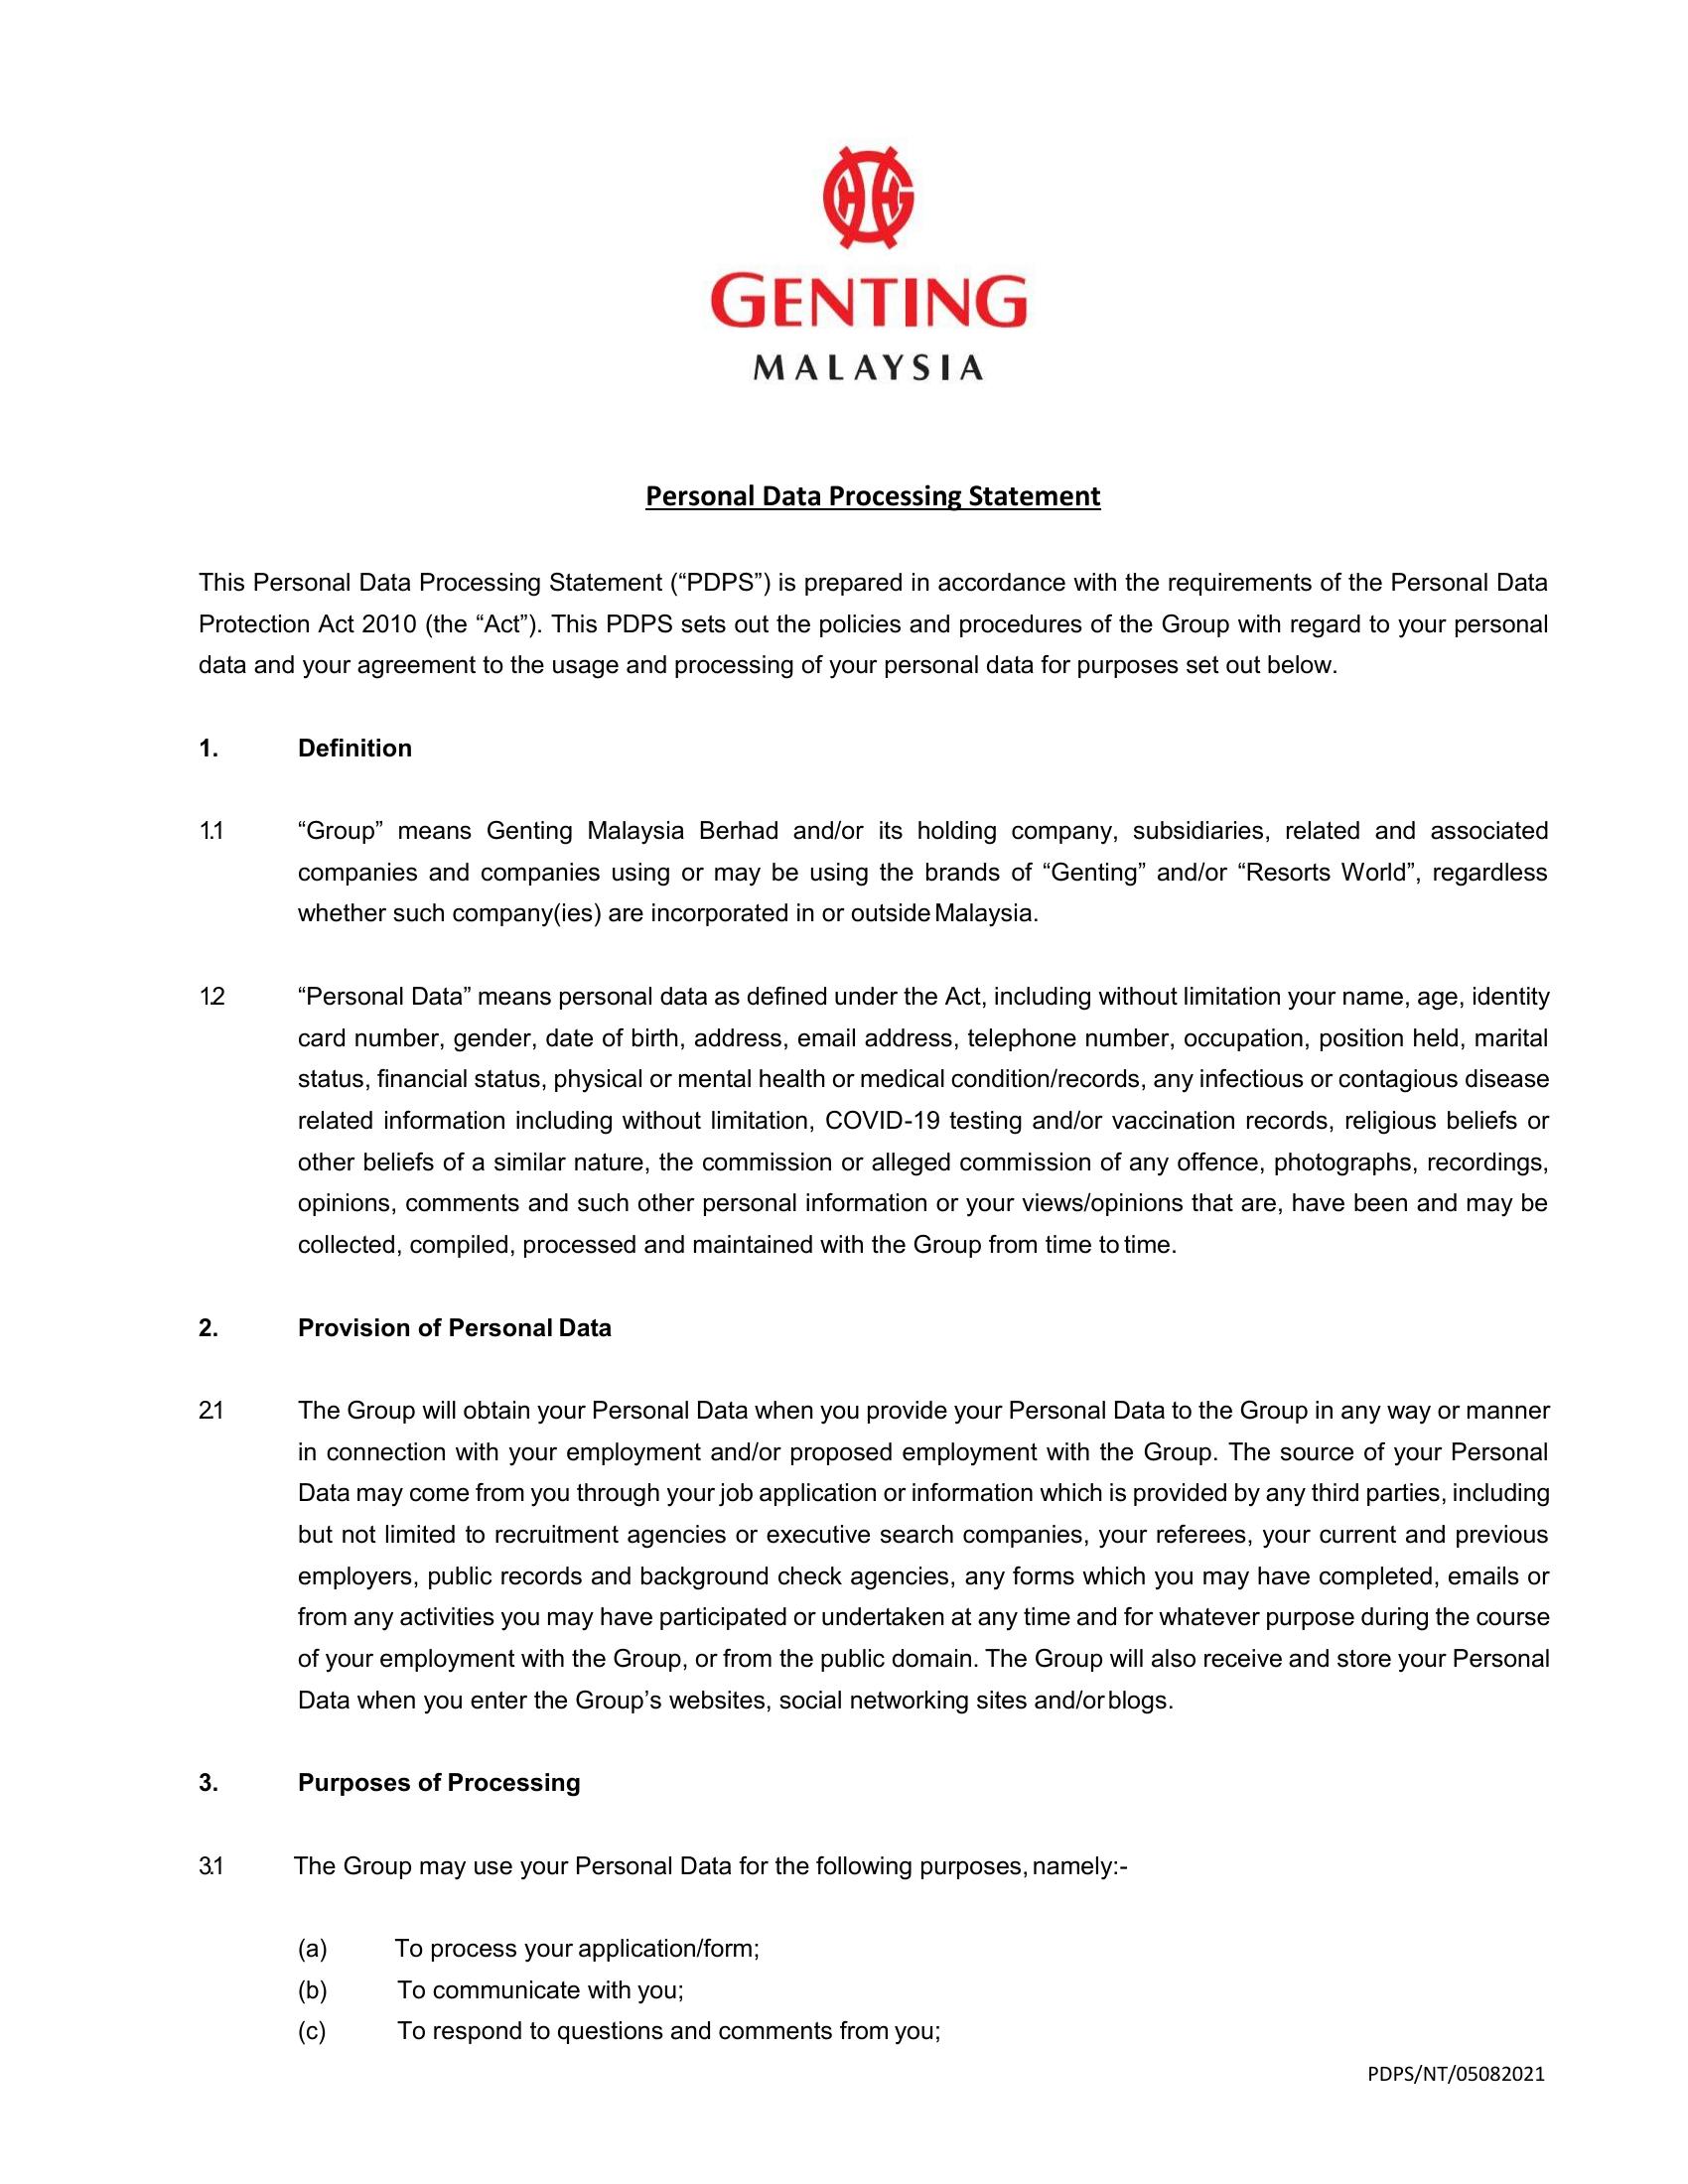 GENTING
MALAYSIA
Personal Data Processing Statement
This Personal Data Processing Statement (“PDPS”) is prepared in accordance with the requirements of the Personal Data
Protection Act 2010 (the “Act”). This PDPS sets out the policies and procedures of the Group with regard to your personal
data and your agreement to the usage and processing of your personal data for purposes set out below.
1. Definition
1.1 “Group” means Genting Malaysia Berhad and/or its holding company, subsidiaries, related and associated
companies and companies using or may be using the brands of “Genting” and/or “Resorts World”, regardless
whether such company(ies) are incorporated in or outside Malaysia.
1.2 “Personal Data” means personal data as defined under the Act, including without limitation your name, age, identity
card number, gender, date of birth, address, email address, telephone number, occupation, position held, marital
status, financial status, physical or mental health or medical condition/records, any infectious or contagious disease
related information including without limitation, COVID-19 testing and/or vaccination records, religious beliefs or
other beliefs of a similar nature, the commission or alleged commission of any offence, photographs, recordings,
opinions, comments and such other personal information or your views/opinions that are, have been and may be
collected, compiled, processed and maintained with the Group from time to time.
2. Provision of Personal Data
2.1 The Group will obtain your Personal Data when you provide your Personal Data to the Group in any way or manner
in connection with your employment and/or proposed employment with the Group. The source of your Personal
Data may come from you through your job application or information which is provided by any third parties, including
but not limited to recruitment agencies or executive search companies, your referees, your current and previous
employers, public records and background check agencies, any forms which you may have completed, emails or
from any activities you may have participated or undertaken at any time and for whatever purpose during the course
of your employment with the Group, or from the public domain. The Group will also receive and store your Personal
Data when you enter the Group’s websites, social networking sites and/or blogs.
3. Purposes of Processing
3.1 The Group may use your Personal Data for the following purposes, namely:-
(a) To process your application/form;
(b) To communicate with you;
(c) To respond to questions and comments from you;
PDPS/NT/05082021